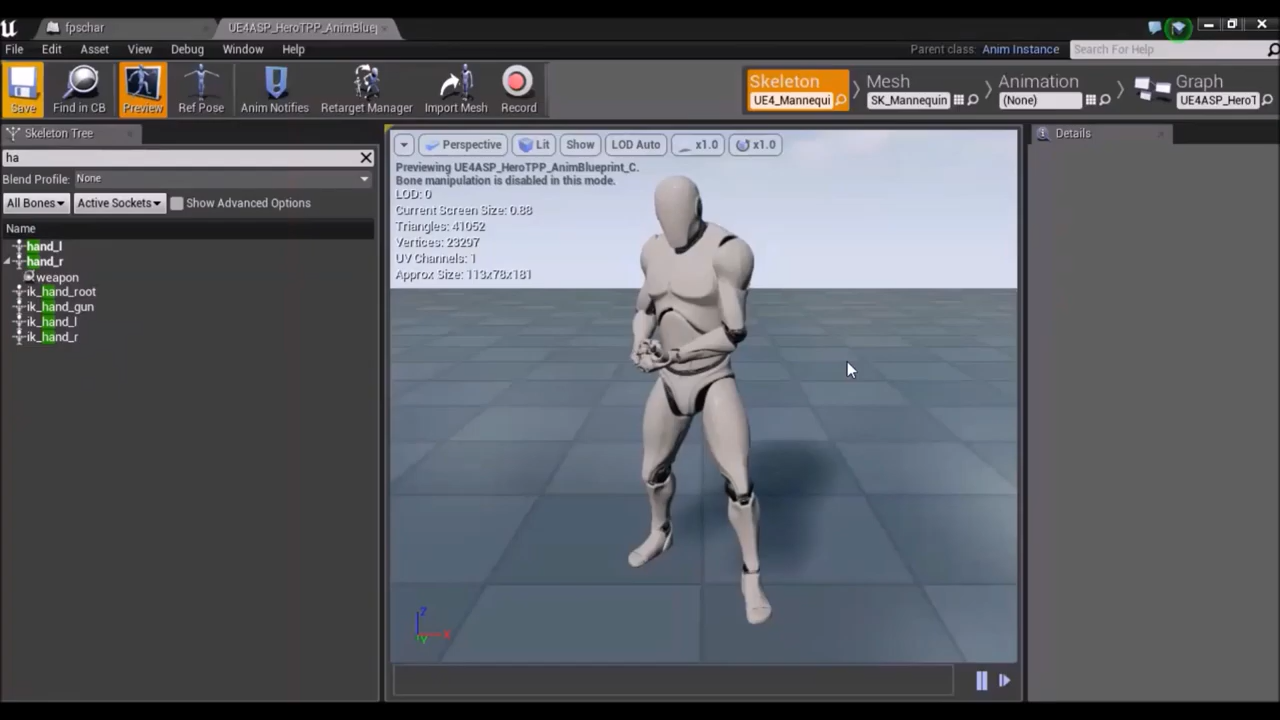 fpschar
UE4ASP_HeroTPP_AnimBluep
File Edit Asset View Debug Window Help
Parent class: Anim Instance
Search For Help
Save
Find in CB
Preview
Ref Pose
Anim Notifies
Retarget Manager
Import Mesh
Record
Skeleton
UE4_Mannequi
Mesh
SK_Mannequin
Animation
(None)
Graph
UE4ASP_HeroT
Skeleton Tree
ha
Blend Profile: None
All Bones
Active Sockets
Show Advanced Options
Name
hand_l
hand_r
weapon
ik_hand_root
ik_hand_gun
ik_hand_l
ik_hand_r
Perspective
Lit
Show
LOD Auto
x1.0
x1.0
Previewing UE4ASP_HeroTPP_AnimBlueprint_C.
Bone manipulation is disabled in this mode.
LOD: 0
Current Screen Size: 0.88
Triangles: 41052
Vertices: 23297
UV Channels: 1
Approx Size: 113x78x181
Z
X
Y
Details